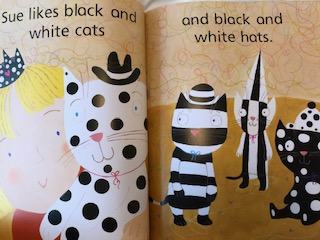 Sue likes black and
white cats
and black and
white hats.